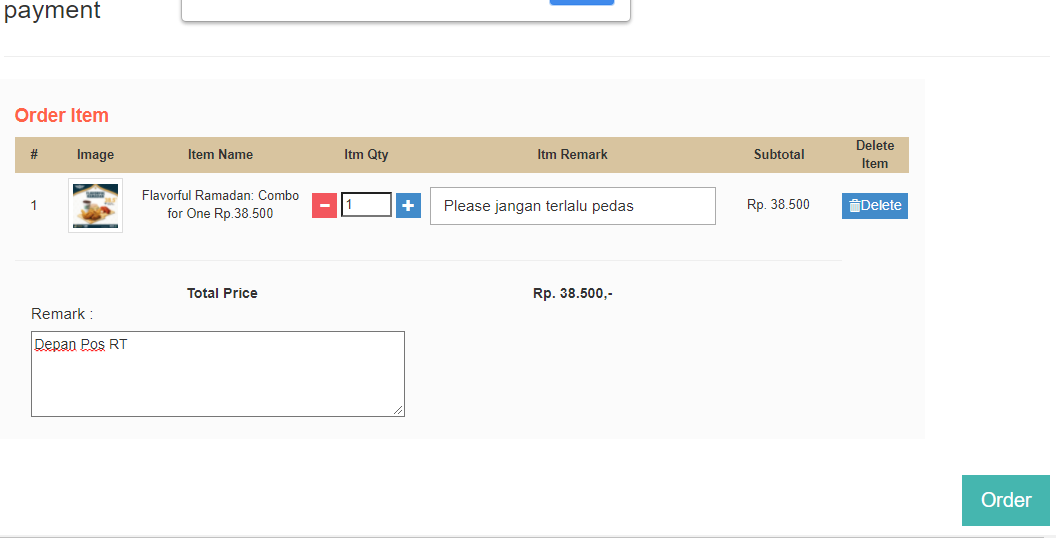 payment
Order Item
# Image Item Name Itm Qty Itm Remark Subtotal Delete Item
1 Flavorful Ramadan: Combo for One Rp.38.500 1 Please jangan terlalu pedas Rp. 38.500 Delete
Total Price Rp. 38.500,-
Remark :
Depan Pos RT
Order